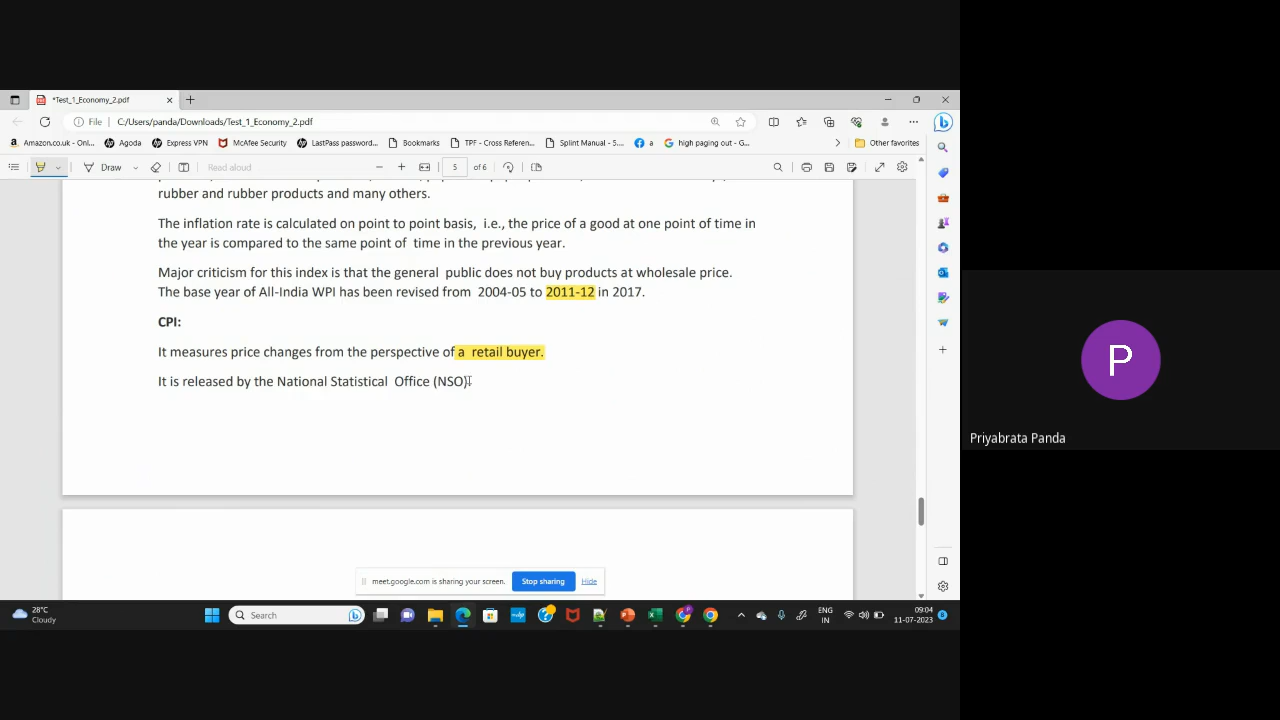 *Test_1_Economy_2.pdf
File
C:/Users/panda/Downloads/Test_1_Economy_2.pdf
Amazon.co.uk - Onl...
Agoda
Express VPN
McAfee Security
LastPass password...
Bookmarks
TPF - Cross Referen...
Splint Manual - 5....
a
high paging out - G...
Other favorites
Draw
Read aloud
5
of 6
rubber and rubber products and many others.
The inflation rate is calculated on point to point basis, i.e., the price of a good at one point of time in
the year is compared to the same point of time in the previous year.
Major criticism for this index is that the general public does not buy products at wholesale price.
The base year of All-India WPI has been revised from 2004-05 to 2011-12 in 2017.
CPI:
It measures price changes from the perspective of a retail buyer.
It is released by the National Statistical Office (NSO)
P
Priyabrata Panda
meet.google.com is sharing your screen.
Stop sharing
Hide
28°C
Cloudy
Search
ENG
IN
09:04
11-07-2023